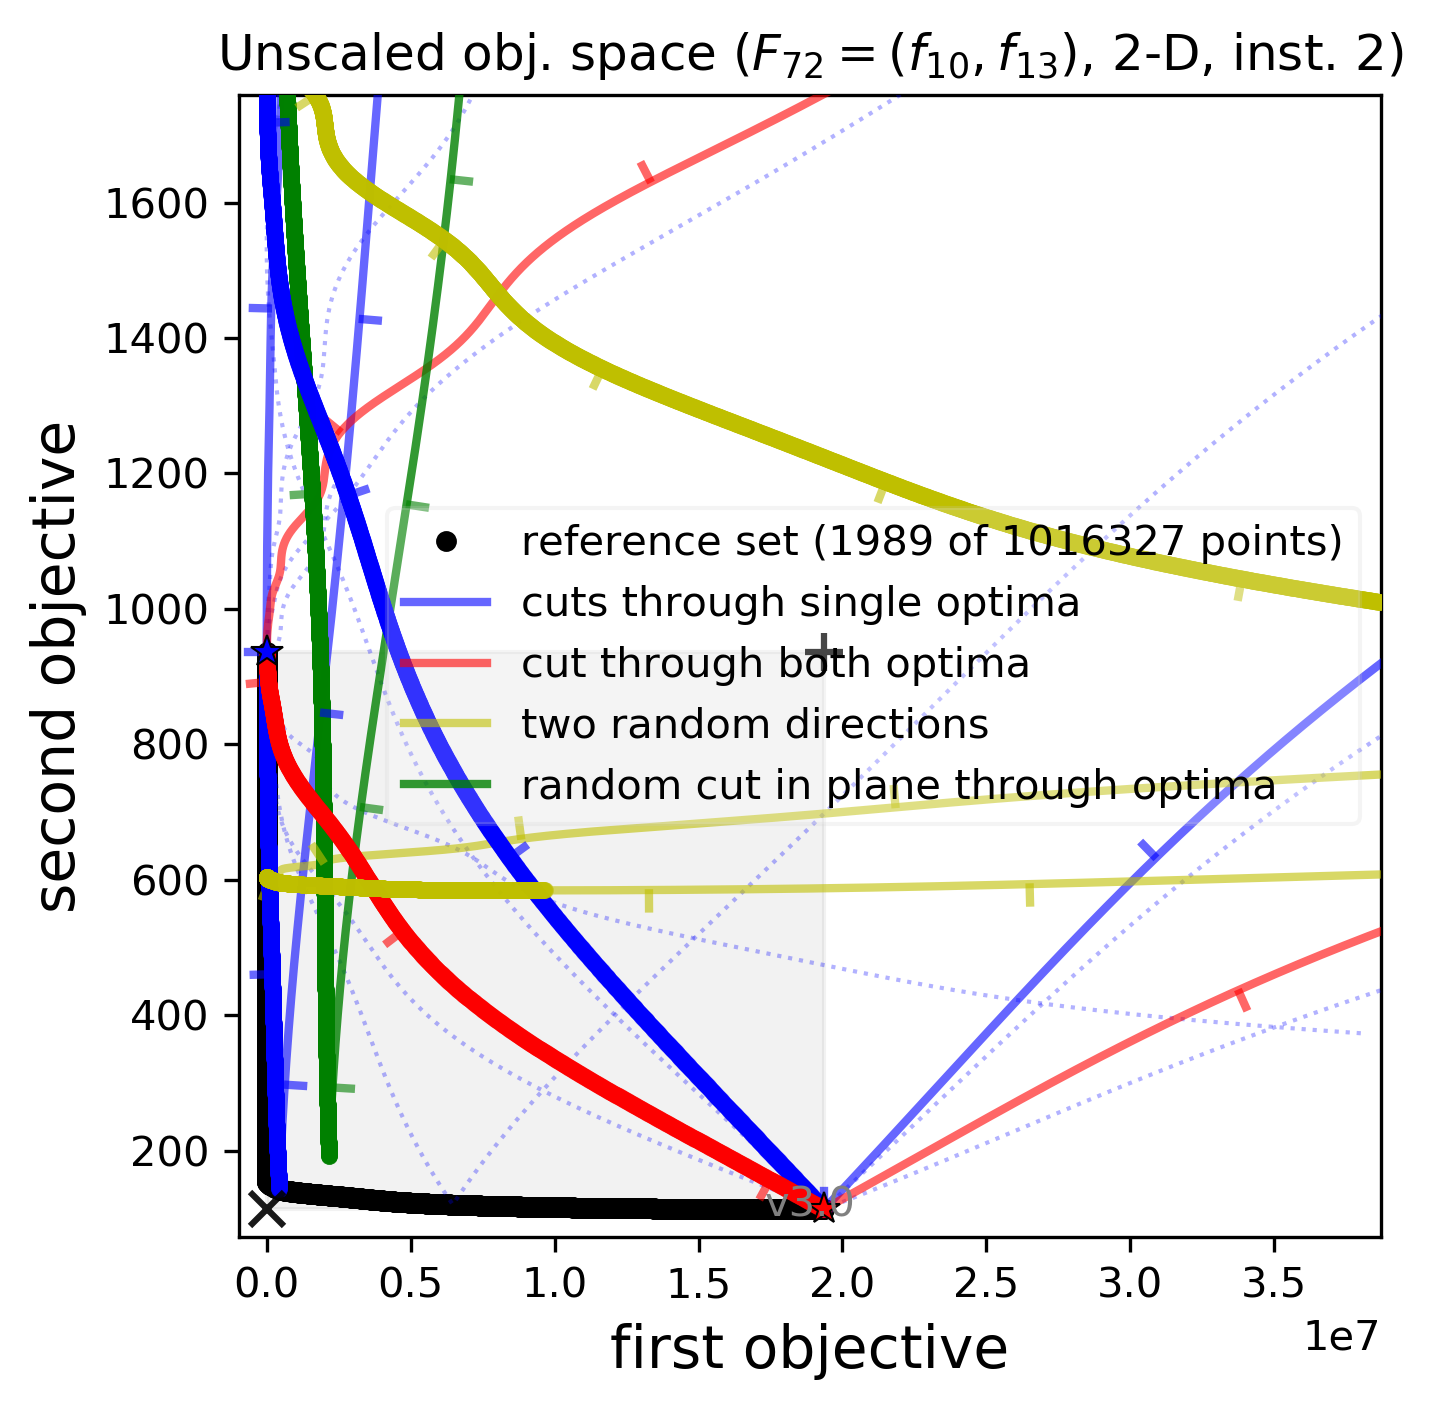 Unscaled obj. space (F₇₂ = (f₁₀, f₁₃), 2-D, inst. 2)
1600
1400
1200
1000
800
600
400
200
second objective
reference set (1989 of 1016327 points)
cuts through single optima
cut through both optima
two random directions
random cut in plane through optima
v3.0
0.0 0.5 1.0 1.5 2.0 2.5 3.0 3.5
1e7
first objective